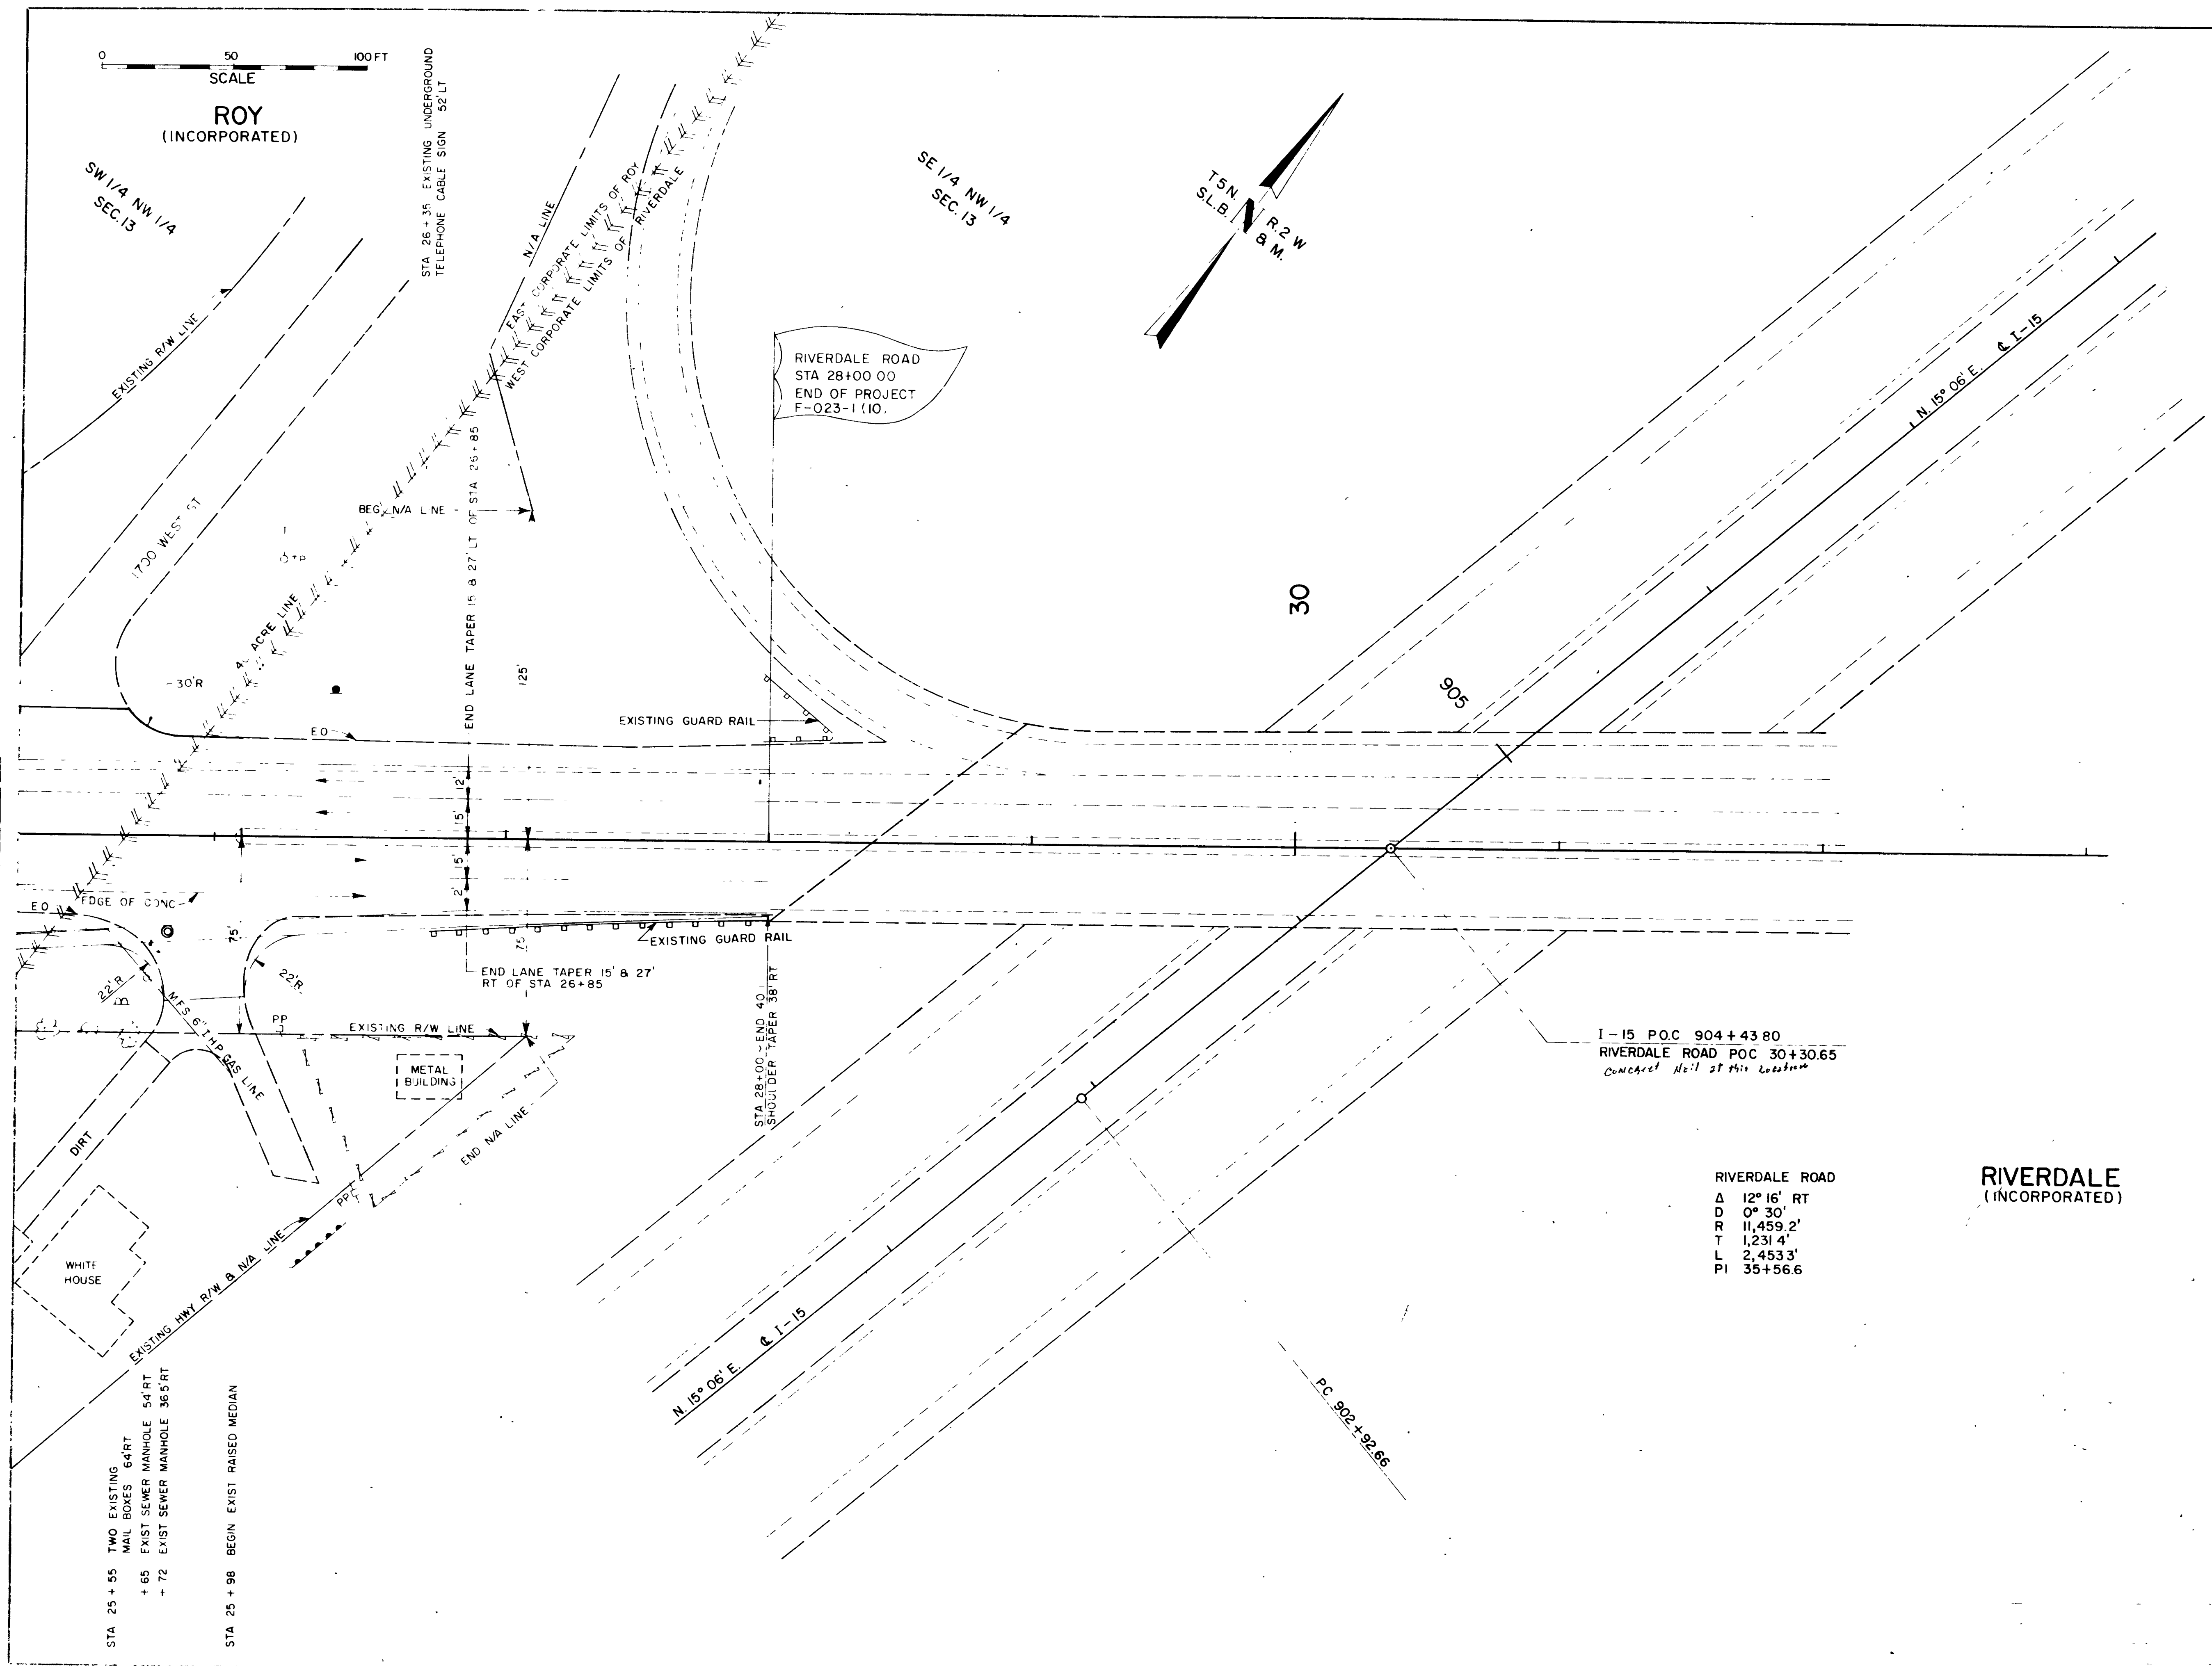 0 50 100 FT
SCALE
ROY
(INCORPORATED)
SW 1/4 NW 1/4
SEC. 13
STA 26 + 35 EXISTING UNDERGROUND
TELEPHONE CABLE SIGN 52' LT
EXISTING R/W LINE
N/A LINE
EAST CORPORATE LIMITS OF ROY
WEST CORPORATE LIMITS OF RIVERDALE
SE 1/4 NW 1/4
SEC. 13
T 5 N.
S.L.B.
N
R. 2 W
& M.
RIVERDALE ROAD
STA 28+00 00
END OF PROJECT
F-023-1 (10)
N. 15° 06' E. ℄ I-15
1700 WEST ST
BEGIN N/A LINE
END LANE TAPER 15 & 27' LT OF STA 26+85
125'
30
905
ACRE LINE
30'R
EO
EXISTING GUARD RAIL
12'
15'
15'
2'
EO
EDGE OF CONC
75'
75
EXISTING GUARD RAIL
END LANE TAPER 15' & 27'
RT OF STA 26+85
22'R
22'R.
MFS 6" I.H.P. GAS LINE
PP
EXISTING R/W LINE
METAL
BUILDING
STA 28+00 - END 40:1
SHOULDER TAPER 38' RT
I-15 P.O.C 904+43 80
RIVERDALE ROAD POC 30+30.65
Concret Nail at this Location
DIRT
END N/A LINE
PP
WHITE
HOUSE
EXISTING HWY R/W & N/A LINE
RIVERDALE ROAD
Δ 12° 16' RT
D 0° 30'
R 11,459.2'
T 1,231 4'
L 2,453 3'
PI 35+56.6
RIVERDALE
(INCORPORATED)
N. 15° 06' E. ℄ I-15
PC 902+92.66
STA 25 + 55 TWO EXISTING
MAIL BOXES 64'RT
+ 65 EXIST SEWER MANHOLE 54'RT
+ 72 EXIST SEWER MANHOLE 36 5'RT
STA 25 + 98 BEGIN EXIST RAISED MEDIAN